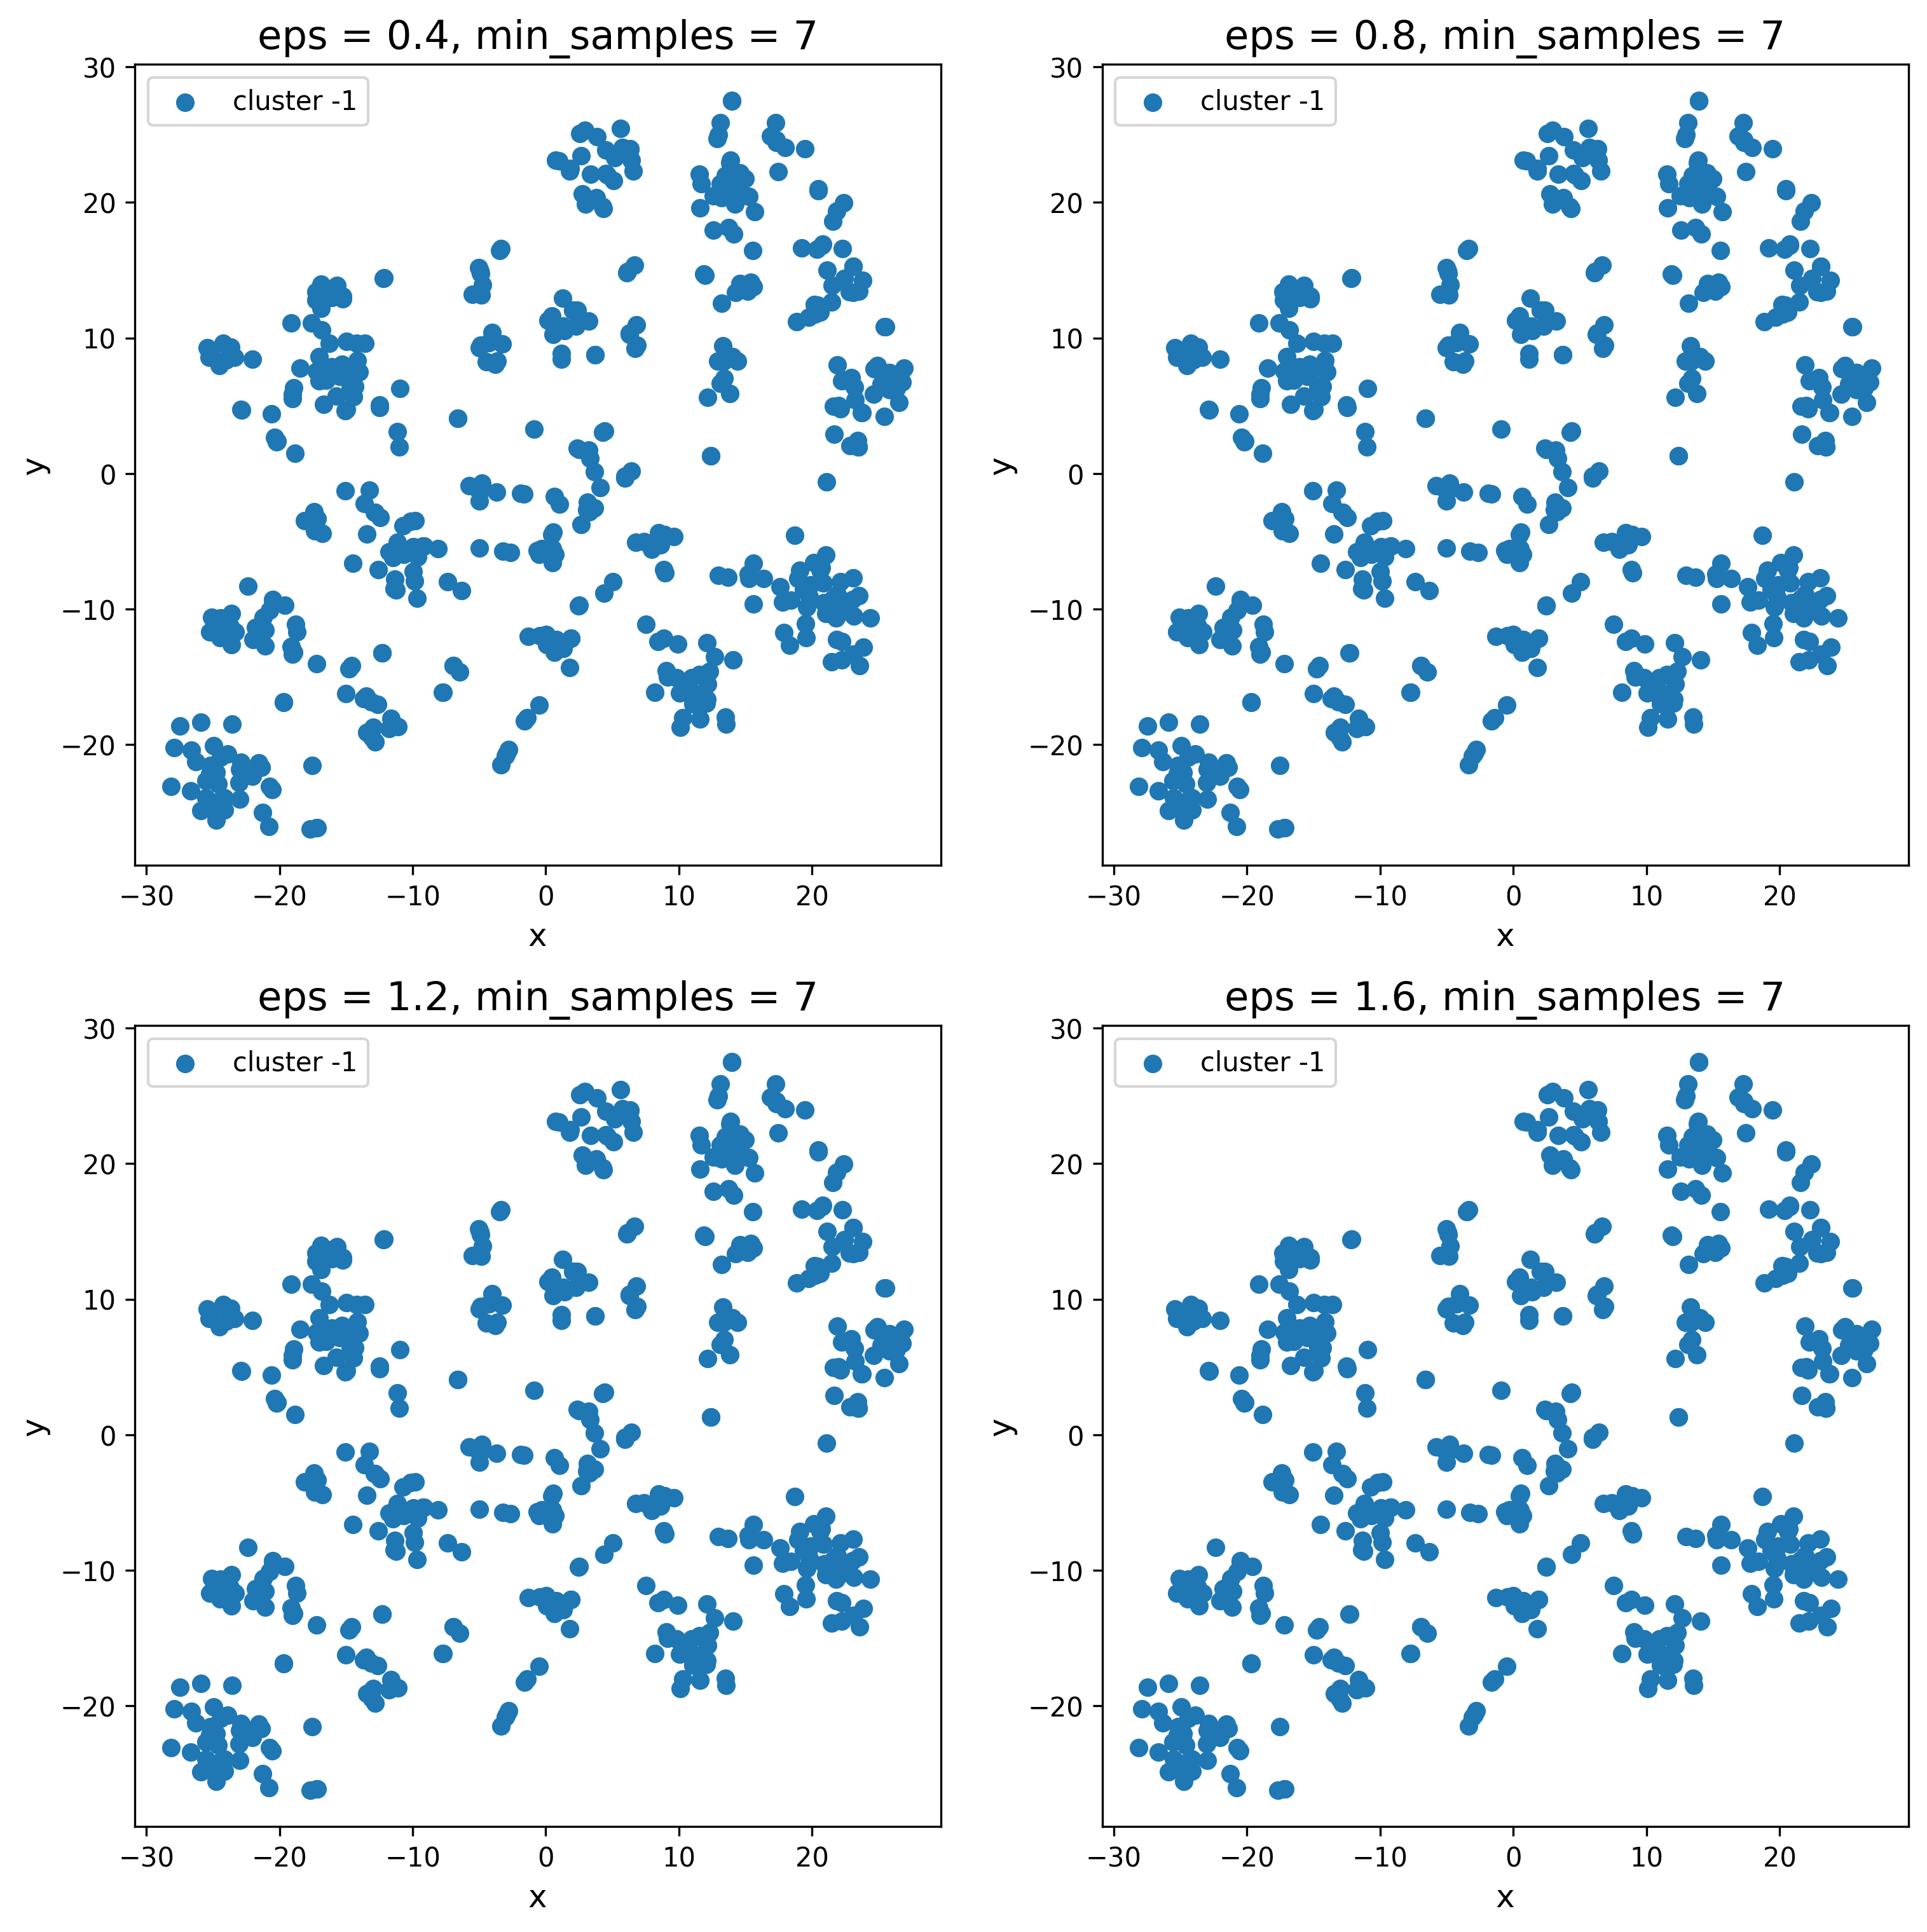 eps = 0.4, min_samples = 7
cluster -1
30
20
10
0
−10
−20
y
−30 −20 −10 0 10 20
x
eps = 0.8, min_samples = 7
cluster -1
30
20
10
0
−10
−20
y
−30 −20 −10 0 10 20
x
eps = 1.2, min_samples = 7
cluster -1
30
20
10
0
−10
−20
y
−30 −20 −10 0 10 20
x
eps = 1.6, min_samples = 7
cluster -1
30
20
10
0
−10
−20
y
−30 −20 −10 0 10 20
x